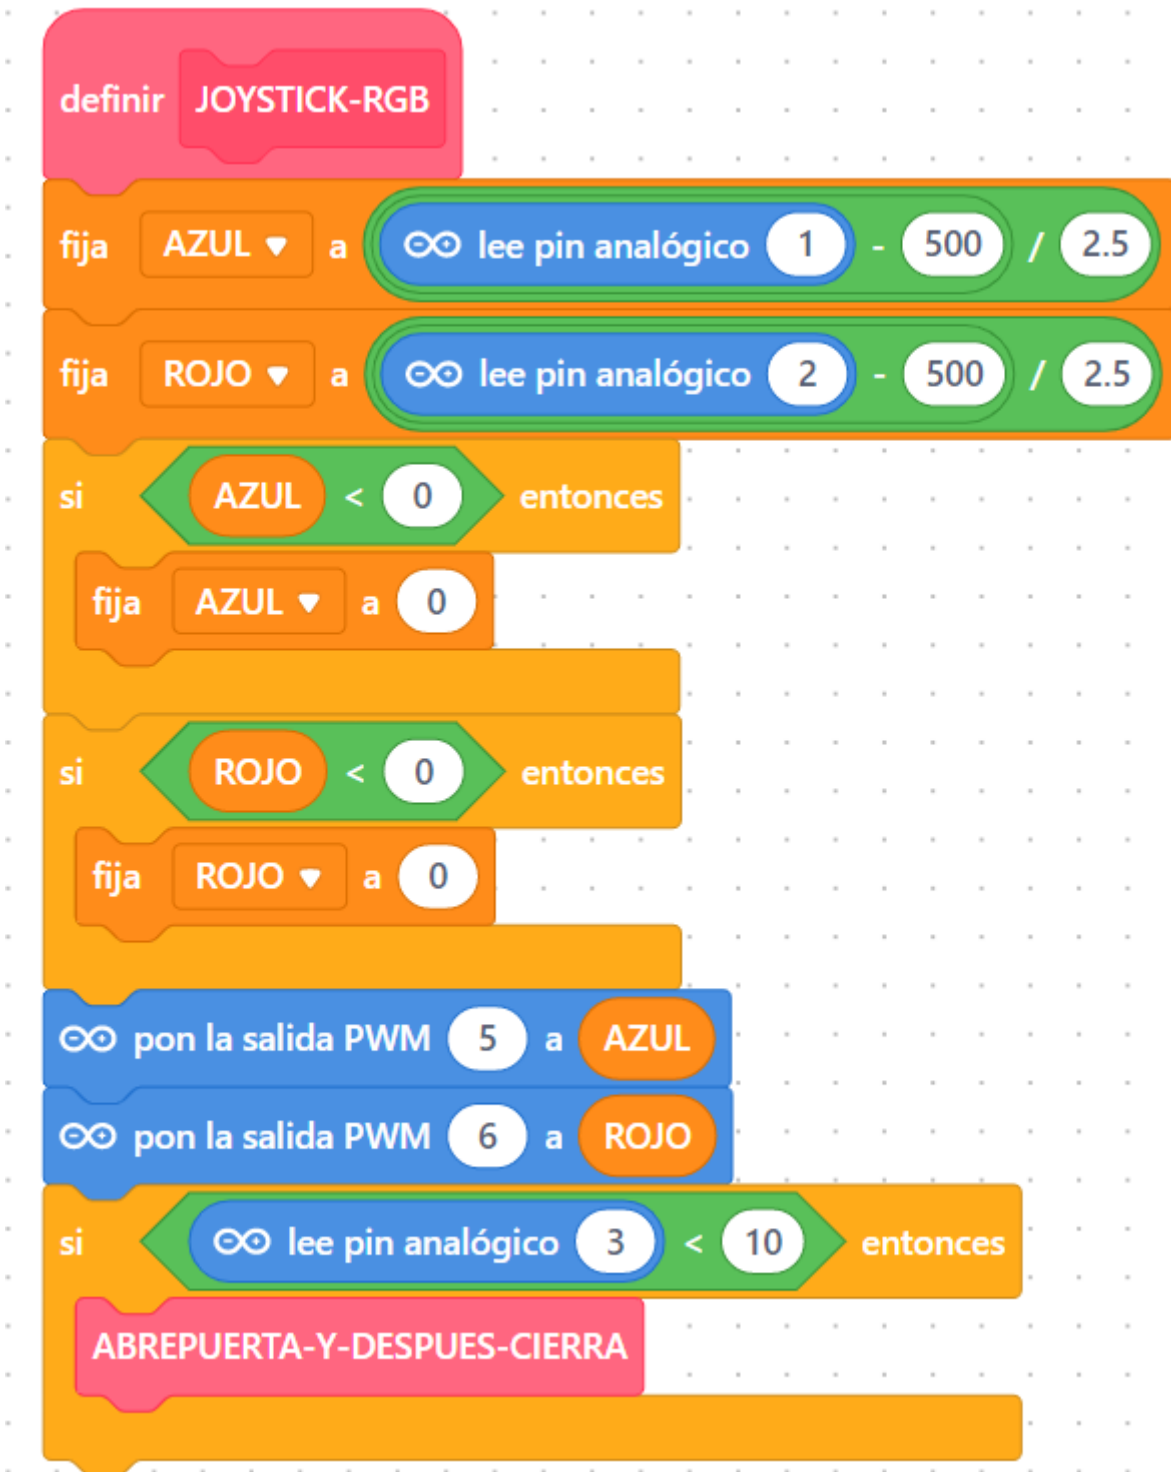 definir JOYSTICK-RGB
fija AZUL a lee pin analógico 1 - 500 / 2.5
fija ROJO a lee pin analógico 2 - 500 / 2.5
si AZUL < 0 entonces
fija AZUL a 0
si ROJO < 0 entonces
fija ROJO a 0
pon la salida PWM 5 a AZUL
pon la salida PWM 6 a ROJO
si lee pin analógico 3 < 10 entonces
ABREPUERTA-Y-DESPUES-CIERRA